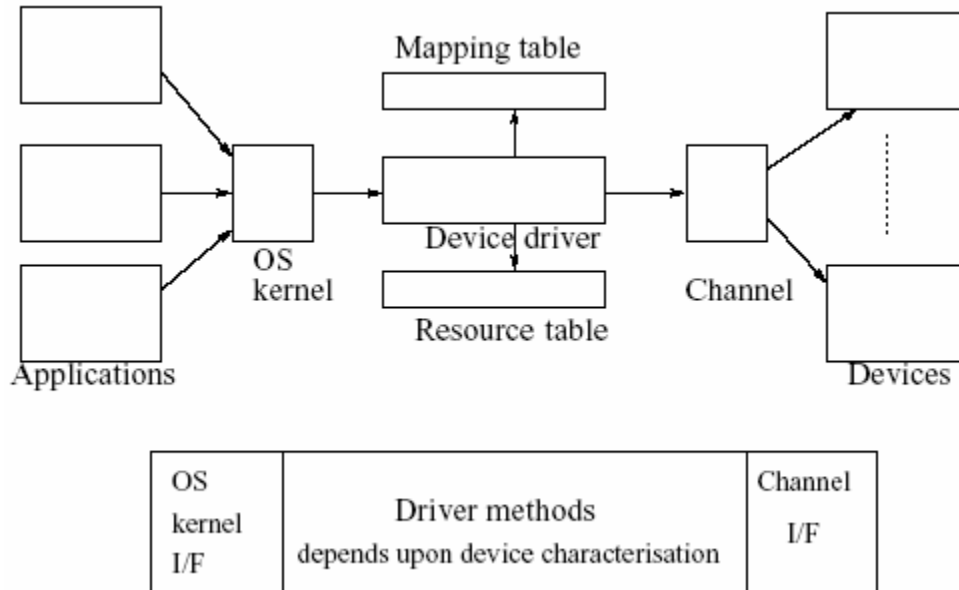 Mapping table
Device driver
OS
kernel
Channel
Resource table
Applications
Devices
OS
kernel
I/F
Driver methods
depends upon device characterisation
Channel
I/F